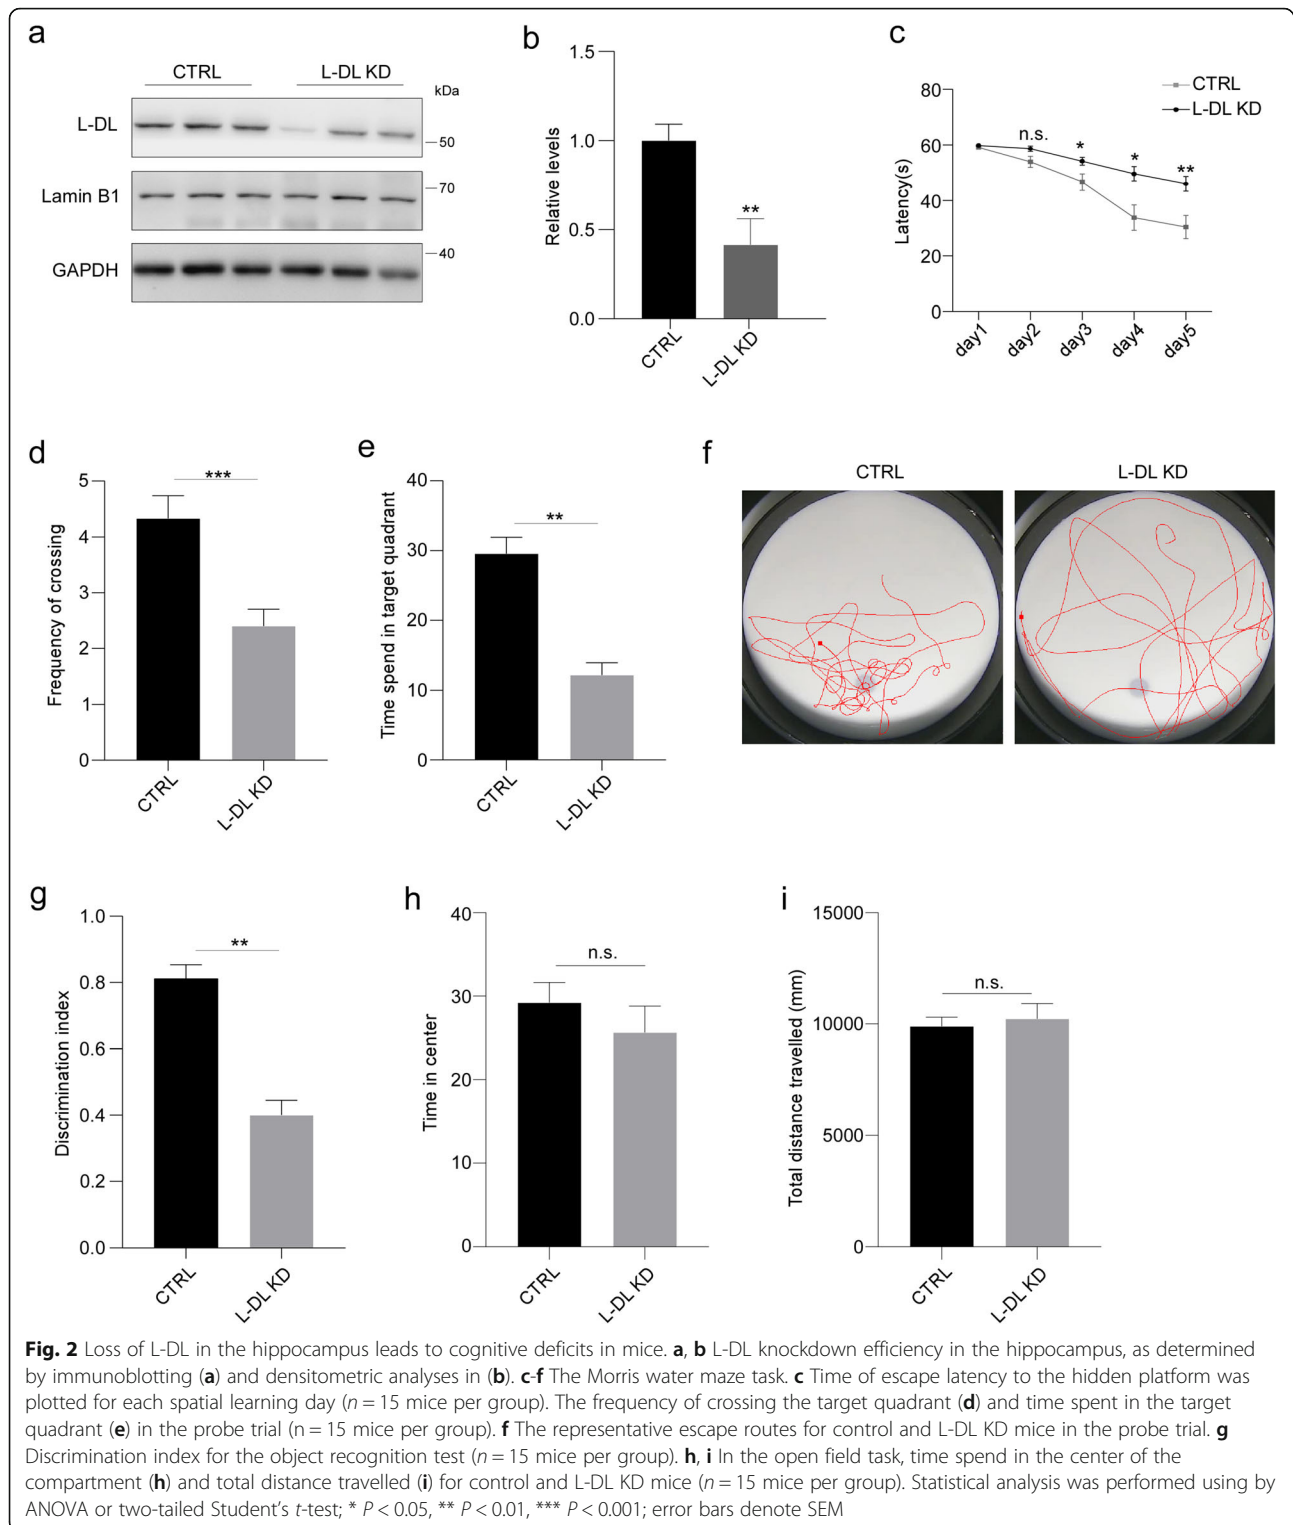 a
CTRL L-DL KD
kDa
L-DL
50
Lamin B1
70
GAPDH
40
b
Relative levels
1.5
1.0
0.5
0.0
**
CTRL
L-DL KD
c
CTRL
L-DL KD
Latency(s)
80
60
40
20
0
n.s.
*
*
**
day1
day2
day3
day4
day5
d
Frequency of crossing
5
4
3
2
1
0
***
CTRL
L-DL KD
e
Time spend in target quadrant
40
30
20
10
0
**
CTRL
L-DL KD
f
CTRL
L-DL KD
g
Discrimination index
1.0
0.8
0.6
0.4
0.2
0.0
**
CTRL
L-DL KD
h
Time in center
40
30
20
10
0
n.s.
CTRL
L-DL KD
i
Total distance travelled (mm)
15000
10000
5000
0
n.s.
CTRL
L-DL KD
Fig. 2 Loss of L-DL in the hippocampus leads to cognitive deficits in mice. a, b L-DL knockdown efficiency in the hippocampus, as determined
by immunoblotting (a) and densitometric analyses in (b). c-f The Morris water maze task. c Time of escape latency to the hidden platform was
plotted for each spatial learning day (n = 15 mice per group). The frequency of crossing the target quadrant (d) and time spent in the target
quadrant (e) in the probe trial (n = 15 mice per group). f The representative escape routes for control and L-DL KD mice in the probe trial. g
Discrimination index for the object recognition test (n = 15 mice per group). h, i In the open field task, time spend in the center of the
compartment (h) and total distance travelled (i) for control and L-DL KD mice (n = 15 mice per group). Statistical analysis was performed using by
ANOVA or two-tailed Student's t-test; * P < 0.05, ** P < 0.01, *** P < 0.001; error bars denote SEM